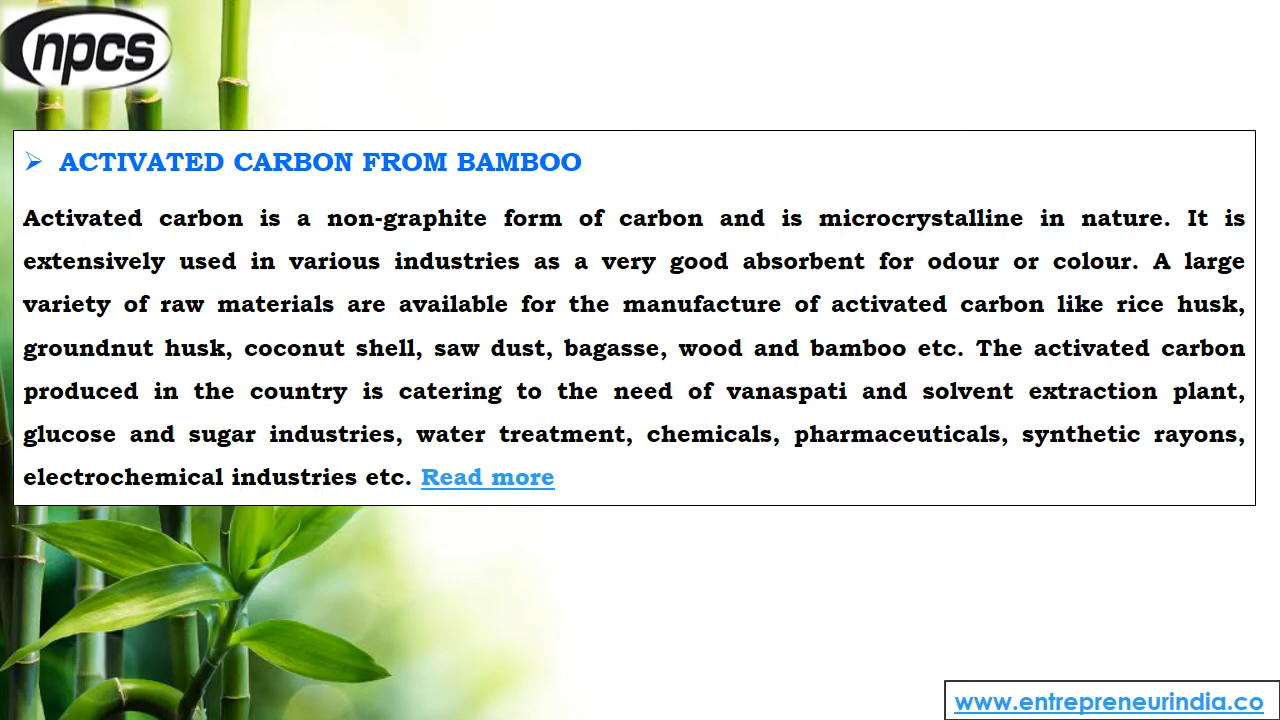 npcs
➢ ACTIVATED CARBON FROM BAMBOO
Activated carbon is a non-graphite form of carbon and is microcrystalline in nature. It is
extensively used in various industries as a very good absorbent for odour or colour. A large
variety of raw materials are available for the manufacture of activated carbon like rice husk,
groundnut husk, coconut shell, saw dust, bagasse, wood and bamboo etc. The activated carbon
produced in the country is catering to the need of vanaspati and solvent extraction plant,
glucose and sugar industries, water treatment, chemicals, pharmaceuticals, synthetic rayons,
electrochemical industries etc. Read more
www.entrepreneurindia.co